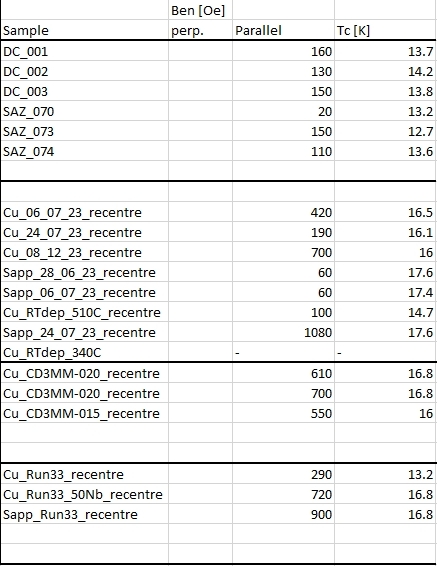 Ben [Oe]
Sample perp. Parallel Tc [K]
DC_001 160 13.7
DC_002 130 14.2
DC_003 150 13.8
SAZ_070 20 13.2
SAZ_073 150 12.7
SAZ_074 110 13.6
Cu_06_07_23_recentre 420 16.5
Cu_24_07_23_recentre 190 16.1
Cu_08_12_23_recentre 700 16
Sapp_28_06_23_recentre 60 17.6
Sapp_06_07_23_recentre 60 17.4
Cu_RTdep_510C_recentre 100 14.7
Sapp_24_07_23_recentre 1080 17.6
Cu_RTdep_340C - -
Cu_CD3MM-020_recentre 610 16.8
Cu_CD3MM-020_recentre 700 16.8
Cu_CD3MM-015_recentre 550 16
Cu_Run33_recentre 290 13.2
Cu_Run33_50Nb_recentre 720 16.8
Sapp_Run33_recentre 900 16.8